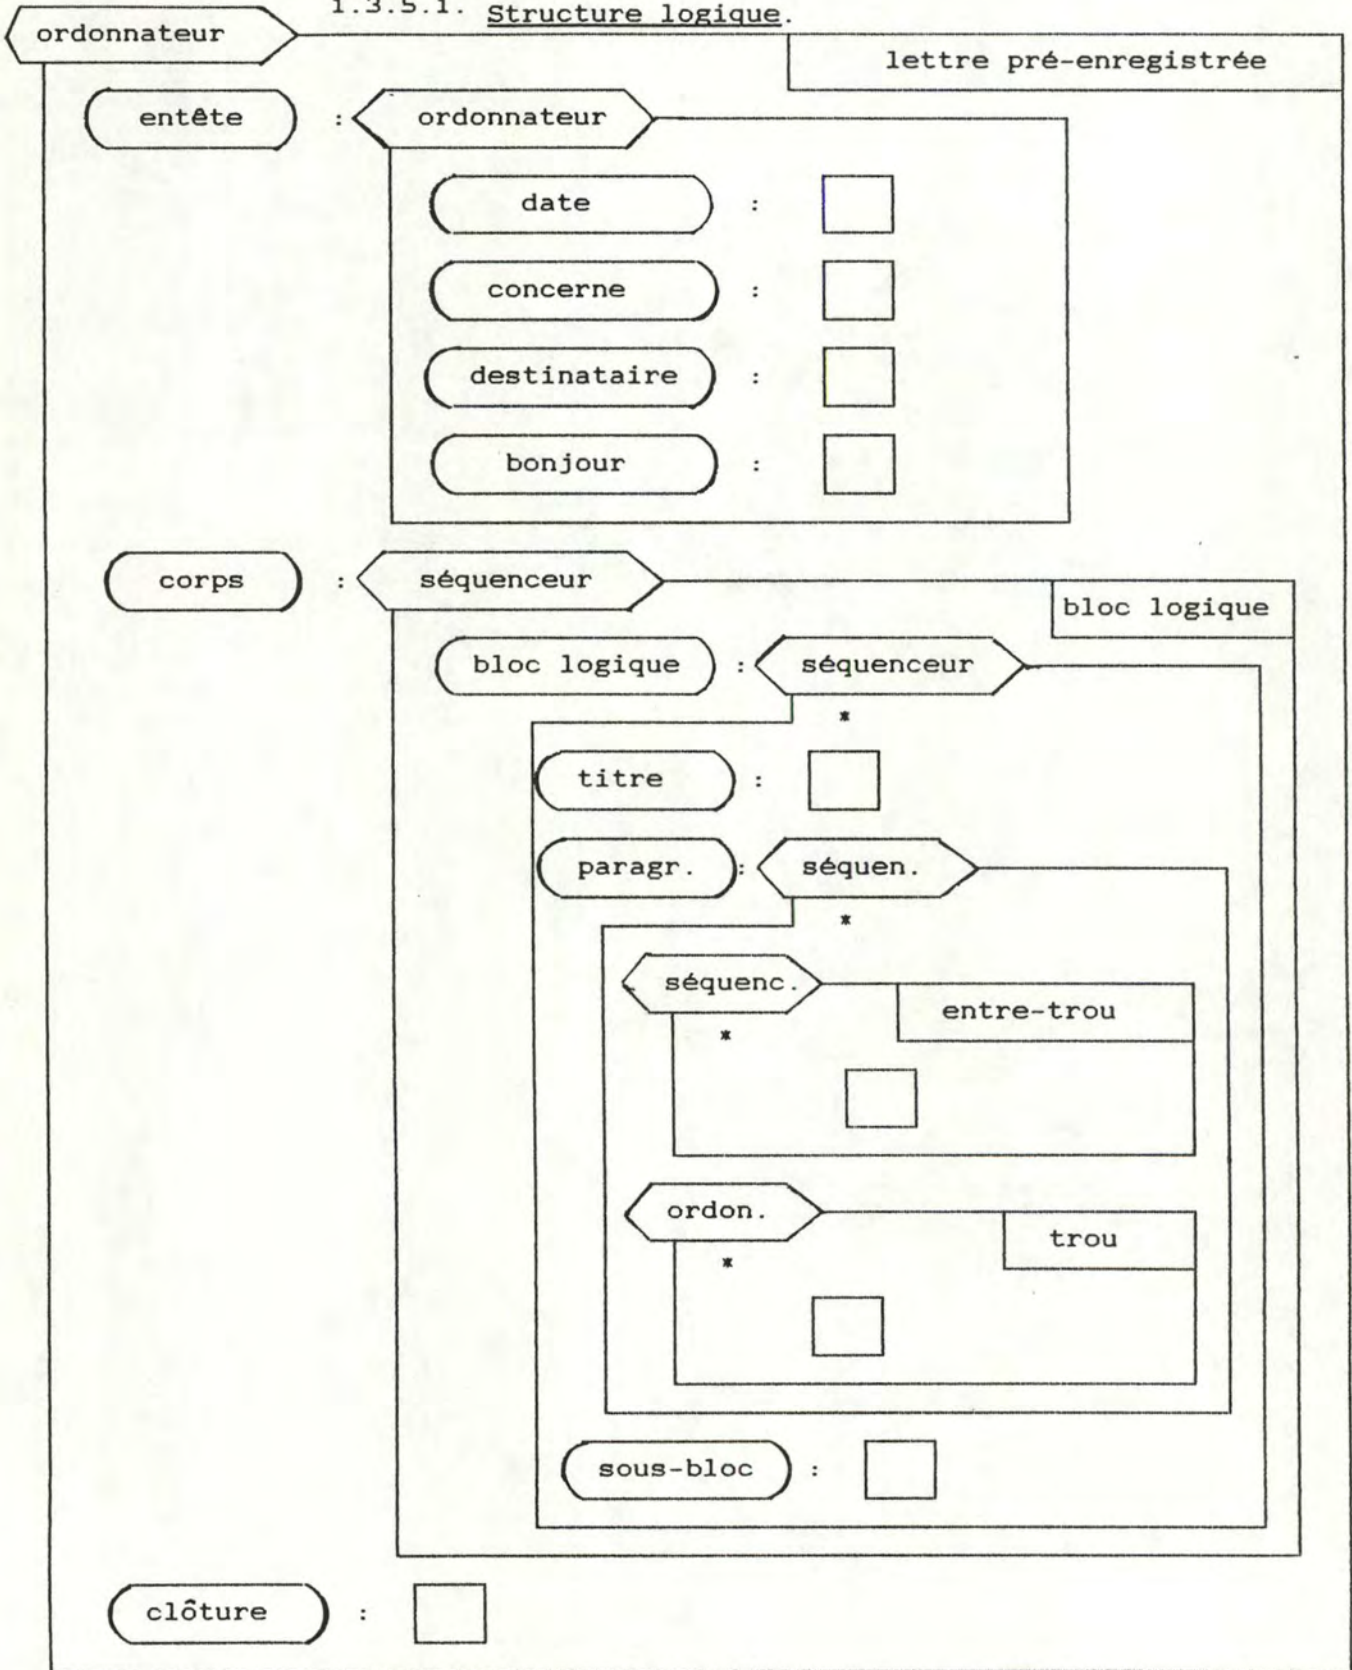 1.3.5.1. Structure logique.
ordonnateur
lettre pré-enregistrée
entête : ordonnateur
date :
concerne :
destinataire :
bonjour :
corps : séquenceur
bloc logique
bloc logique : séquenceur
*
titre :
paragr. : séquen.
*
séquenc.
entre-trou
*
ordon.
trou
*
sous-bloc :
clôture :